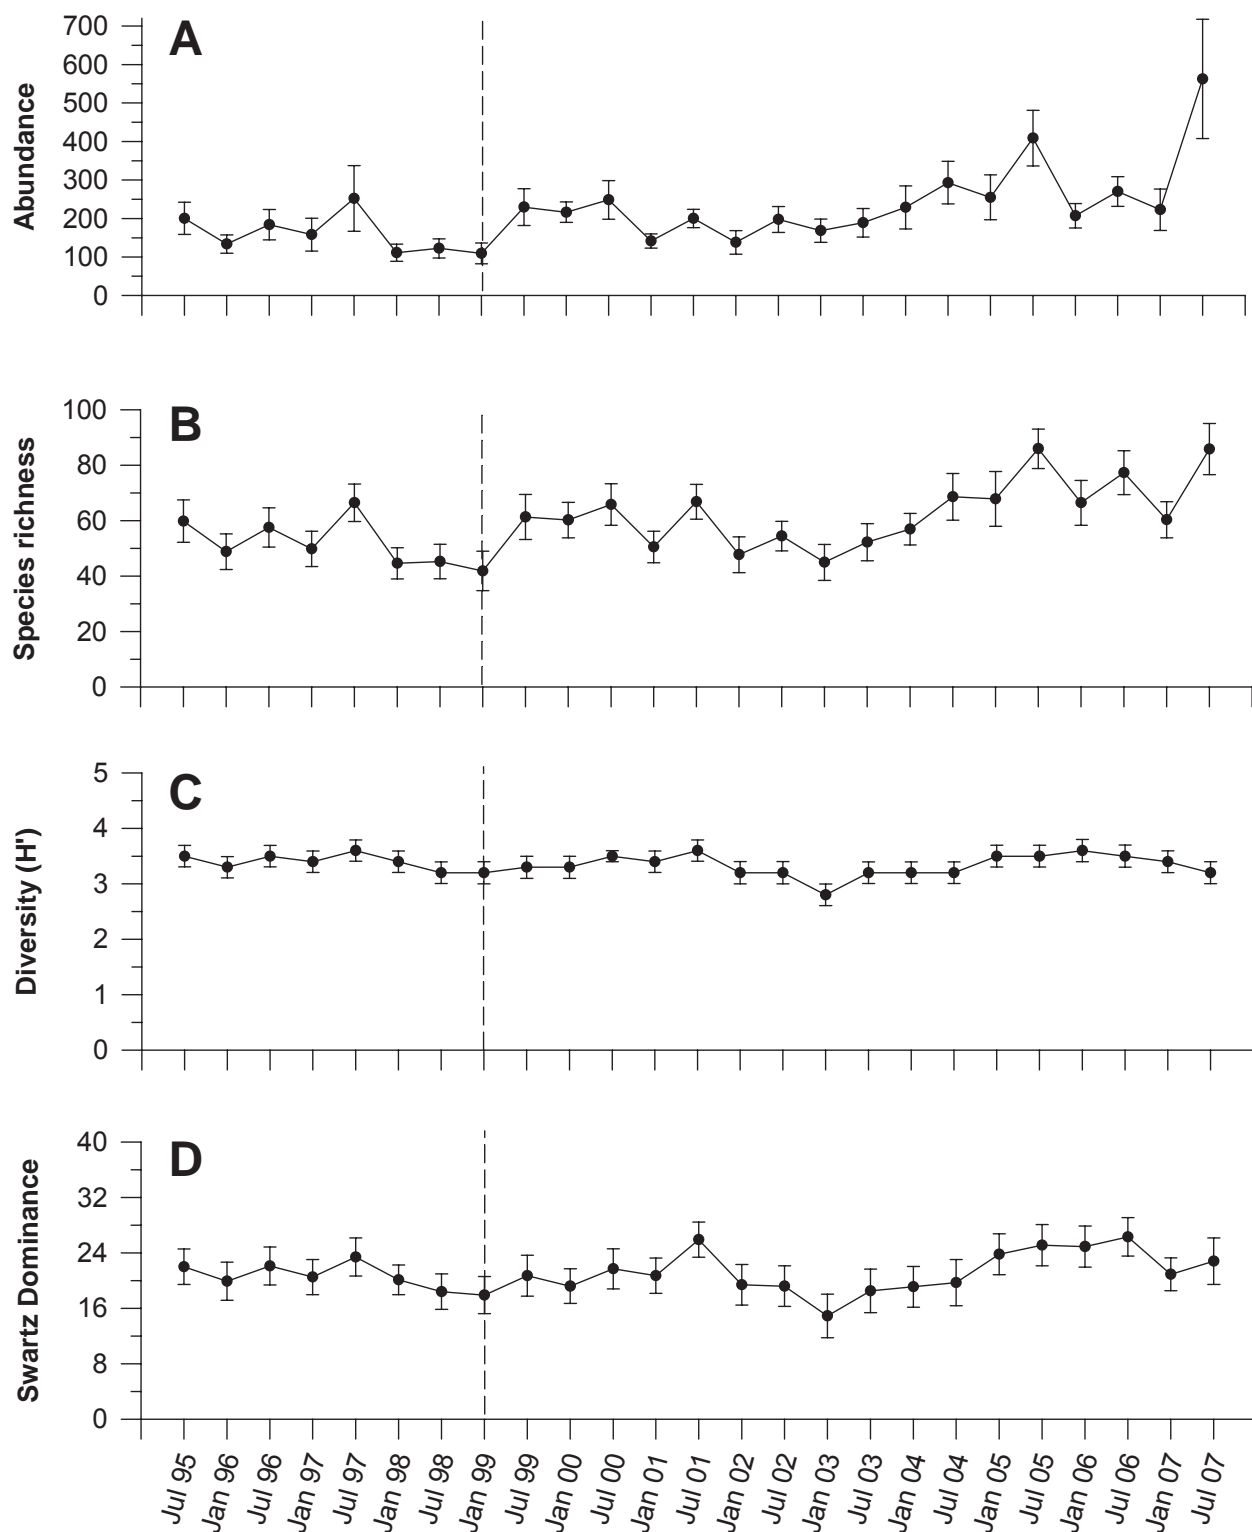 A
Abundance
700
600
500
400
300
200
100
0
B
Species richness
100
80
60
40
20
0
C
Diversity (H')
5
4
3
2
1
0
D
Swartz Dominance
40
32
24
16
8
0
Jul 95
Jan 96
Jul 96
Jan 97
Jul 97
Jan 98
Jul 98
Jan 99
Jul 99
Jan 00
Jul 00
Jan 01
Jul 01
Jan 02
Jul 02
Jan 03
Jul 03
Jan 04
Jul 04
Jan 05
Jul 05
Jan 06
Jul 06
Jan 07
Jul 07